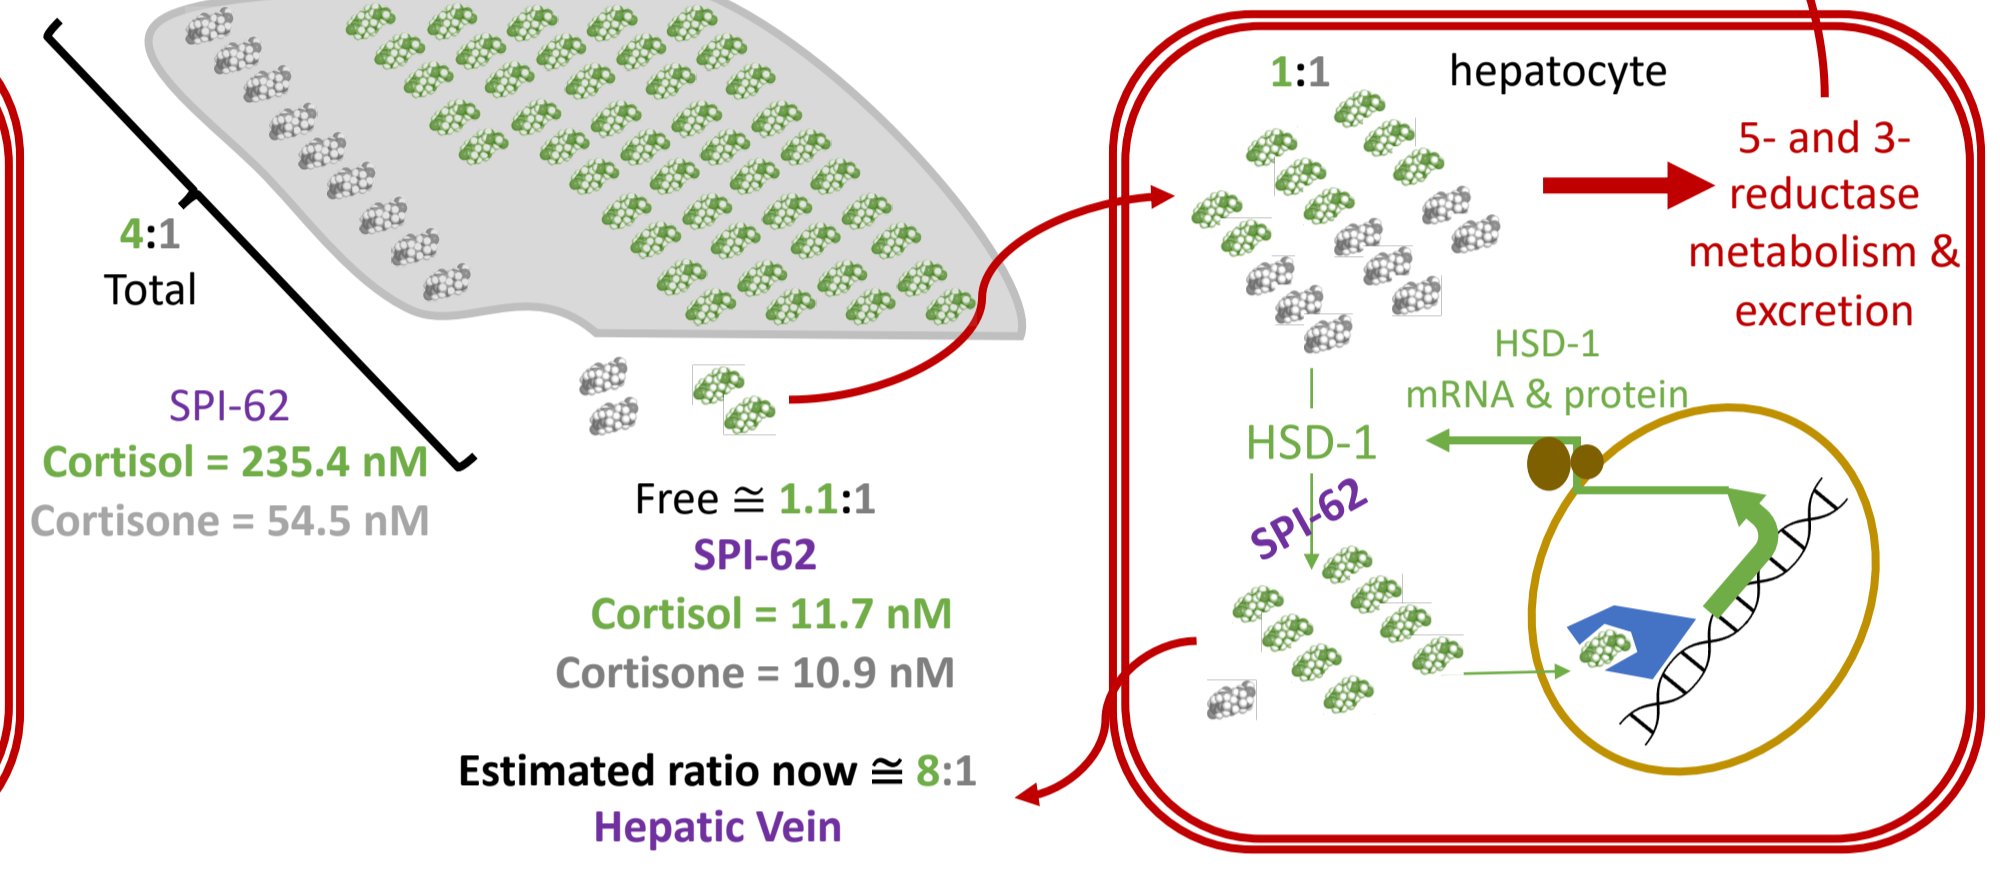 4:1
Total
SPI-62
Cortisol = 235.4 nM
Cortisone = 54.5 nM
Free ≅ 1.1:1
SPI-62
Cortisol = 11.7 nM
Cortisone = 10.9 nM
Estimated ratio now ≅ 8:1
Hepatic Vein
1:1
hepatocyte
5- and 3-
reductase
metabolism &
excretion
HSD-1
mRNA & protein
HSD-1
SPI-62